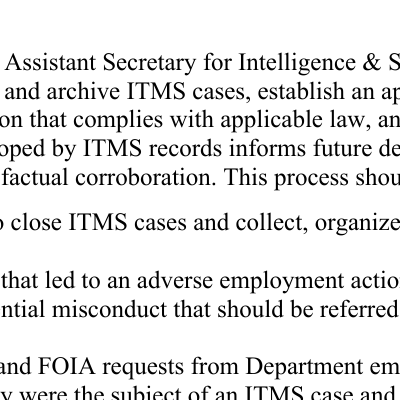 Assistant Secretary for Intelligence & S
and archive ITMS cases, establish an ap
on that complies with applicable law, an
oped by ITMS records informs future de
factual corroboration. This process shou
o close ITMS cases and collect, organize
that led to an adverse employment actio
ntial misconduct that should be referred
and FOIA requests from Department em
y were the subject of an ITMS case and